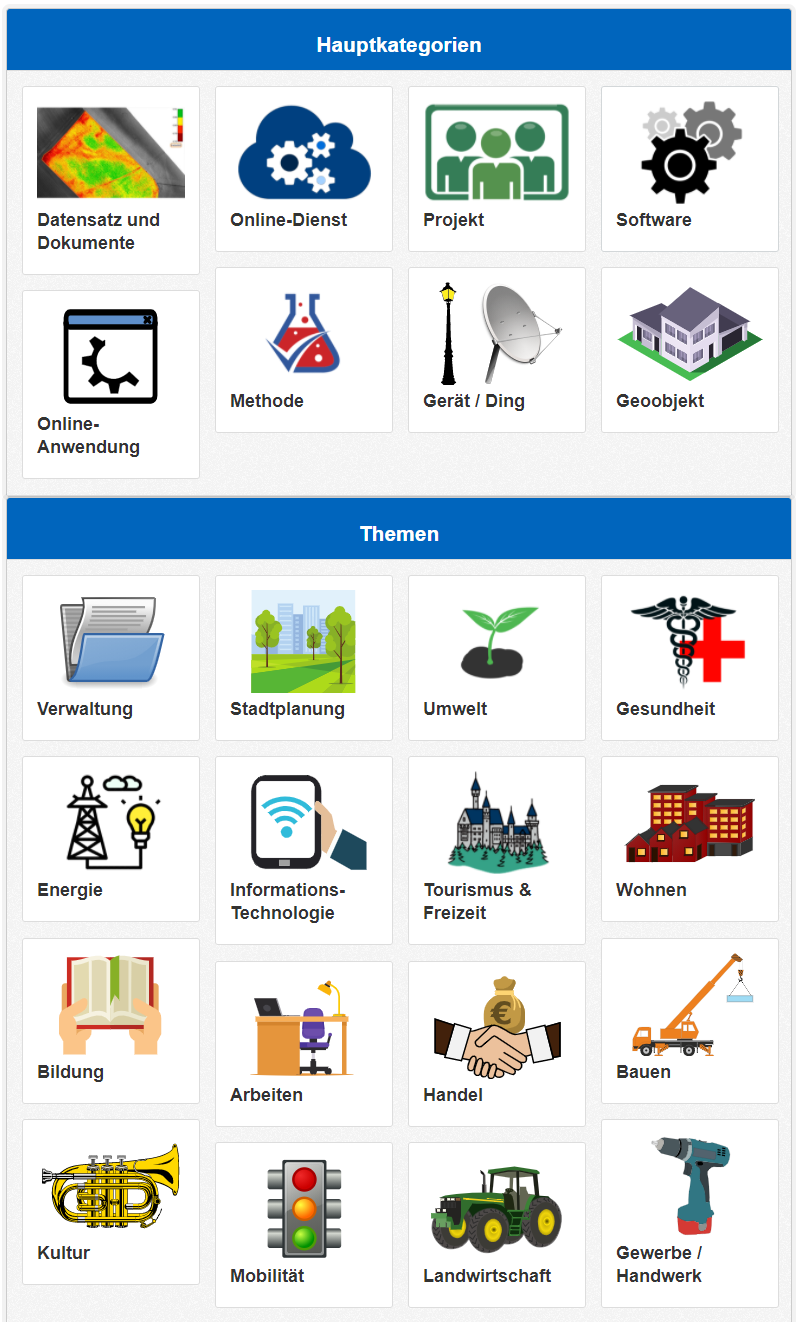 Hauptkategorien
Datensatz und
Dokumente
Online-Dienst
Projekt
Software
Online-
Anwendung
Methode
Gerät / Ding
Geoobjekt
Themen
Verwaltung
Stadtplanung
Umwelt
Gesundheit
Energie
Informations-
Technologie
Tourismus &
Freizeit
Wohnen
Bildung
Arbeiten
€
Handel
Bauen
Kultur
Mobilität
Landwirtschaft
Gewerbe /
Handwerk